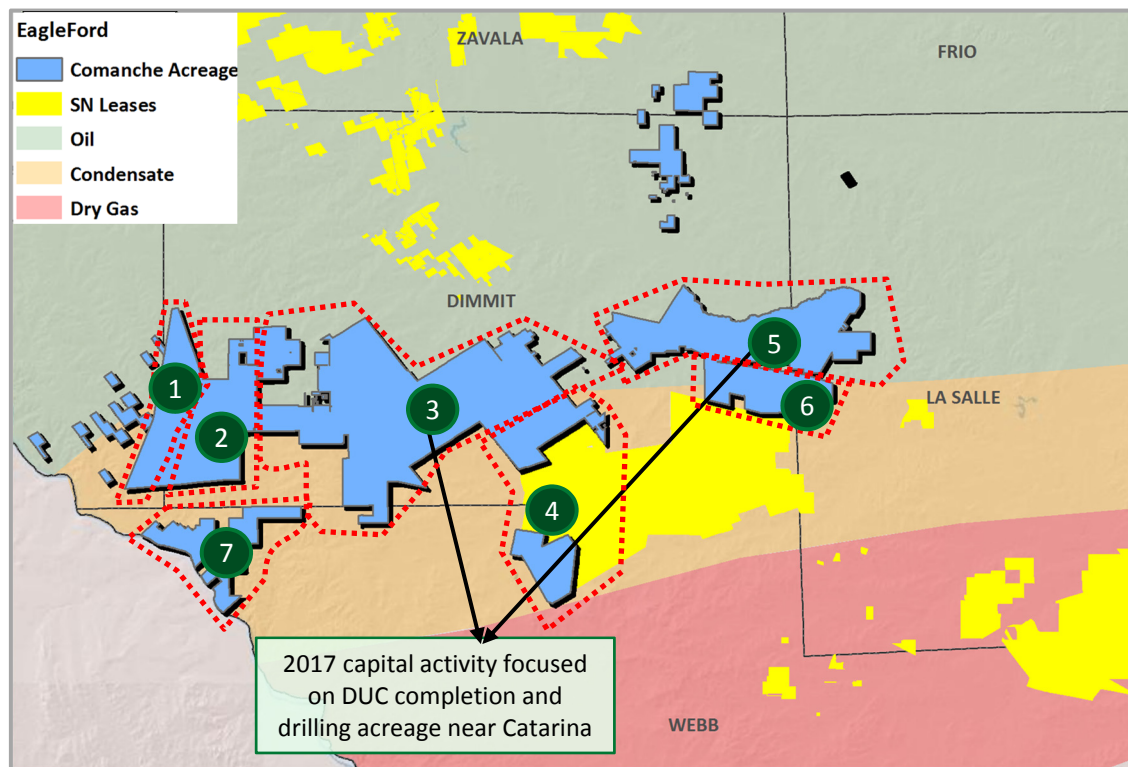 EagleFord
Comanche Acreage
SN Leases
Oil
Condensate
Dry Gas
ZAVALA
FRIO
DIMMIT
LA SALLE
WEBB
1
2
3
4
5
6
7
2017 capital activity focused
on DUC completion and
drilling acreage near Catarina